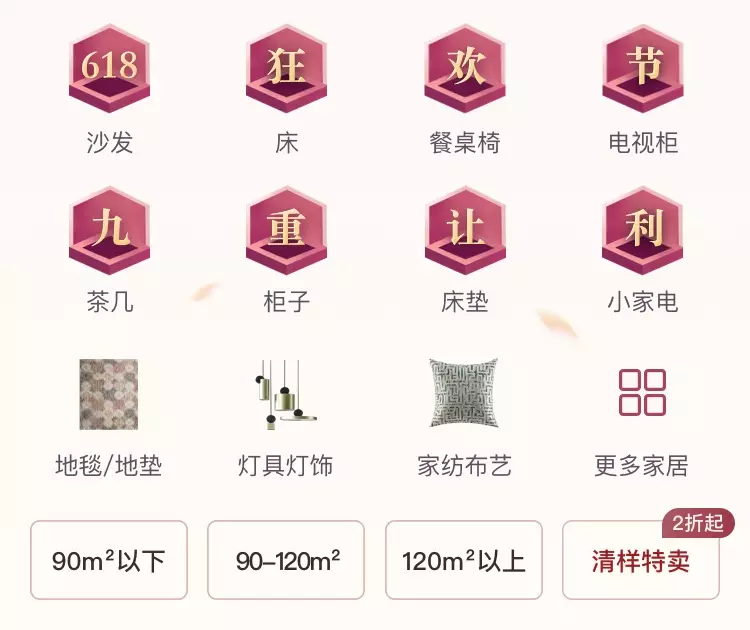 618 狂 欢 节
沙发 床 餐桌椅 电视柜
九 重 让 利
茶几 柜子 床垫 小家电
地毯/地垫 灯具灯饰 家纺布艺 更多家居
2折起
90m²以下 90–120m² 120m²以上 清样特卖